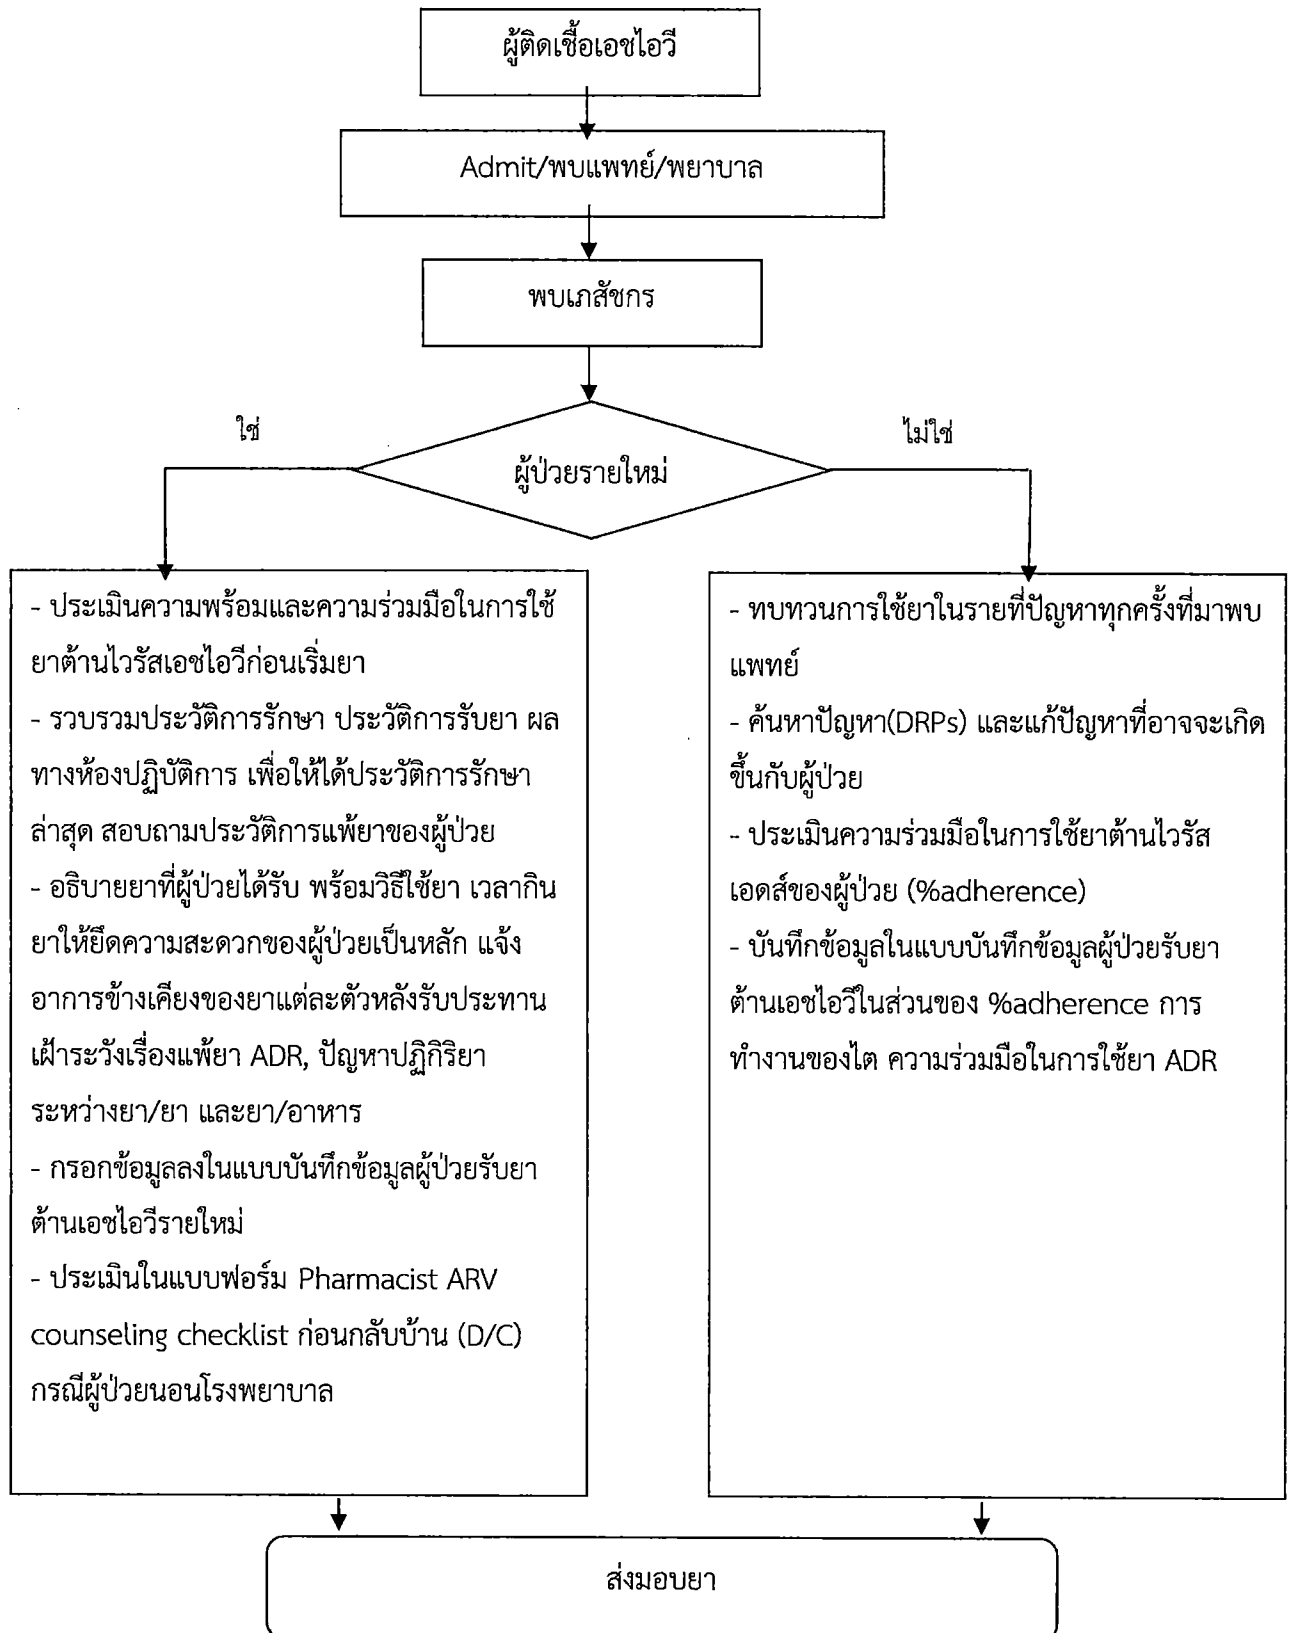 ผู้ติดเชื้อเอชไอวี
Admit/พบแพทย์/พยาบาล
พบเภสัชกร
ใช่
ไม่ใช่
ผู้ป่วยรายใหม่
- ประเมินความพร้อมและความร่วมมือในการใช้
ยาต้านไวรัสเอชไอวีก่อนเริ่มยา
- รวบรวมประวัติการรักษา ประวัติการรับยา ผล
ทางห้องปฏิบัติการ เพื่อให้ได้ประวัติการรักษา
ล่าสุด สอบถามประวัติการแพ้ยาของผู้ป่วย
- อธิบายยาที่ผู้ป่วยได้รับ พร้อมวิธีใช้ยา เวลากิน
ยาให้ยึดความสะดวกของผู้ป่วยเป็นหลัก แจ้ง
อาการข้างเคียงของยาแต่ละตัวหลังรับประทาน
เฝ้าระวังเรื่องแพ้ยา ADR, ปัญหาปฏิกิริยา
ระหว่างยา/ยา และยา/อาหาร
- กรอกข้อมูลลงในแบบบันทึกข้อมูลผู้ป่วยรับยา
ต้านเอชไอวีรายใหม่
- ประเมินในแบบฟอร์ม Pharmacist ARV
counseling checklist ก่อนกลับบ้าน (D/C)
กรณีผู้ป่วยนอนโรงพยาบาล
- ทบทวนการใช้ยาในรายที่ปัญหาทุกครั้งที่มาพบ
แพทย์
- ค้นหาปัญหา(DRPs) และแก้ปัญหาที่อาจจะเกิด
ขึ้นกับผู้ป่วย
- ประเมินความร่วมมือในการใช้ยาต้านไวรัส
เอดส์ของผู้ป่วย (%adherence)
- บันทึกข้อมูลในแบบบันทึกข้อมูลผู้ป่วยรับยา
ต้านเอชไอวีในส่วนของ %adherence การ
ทำงานของไต ความร่วมมือในการใช้ยา ADR
ส่งมอบยา